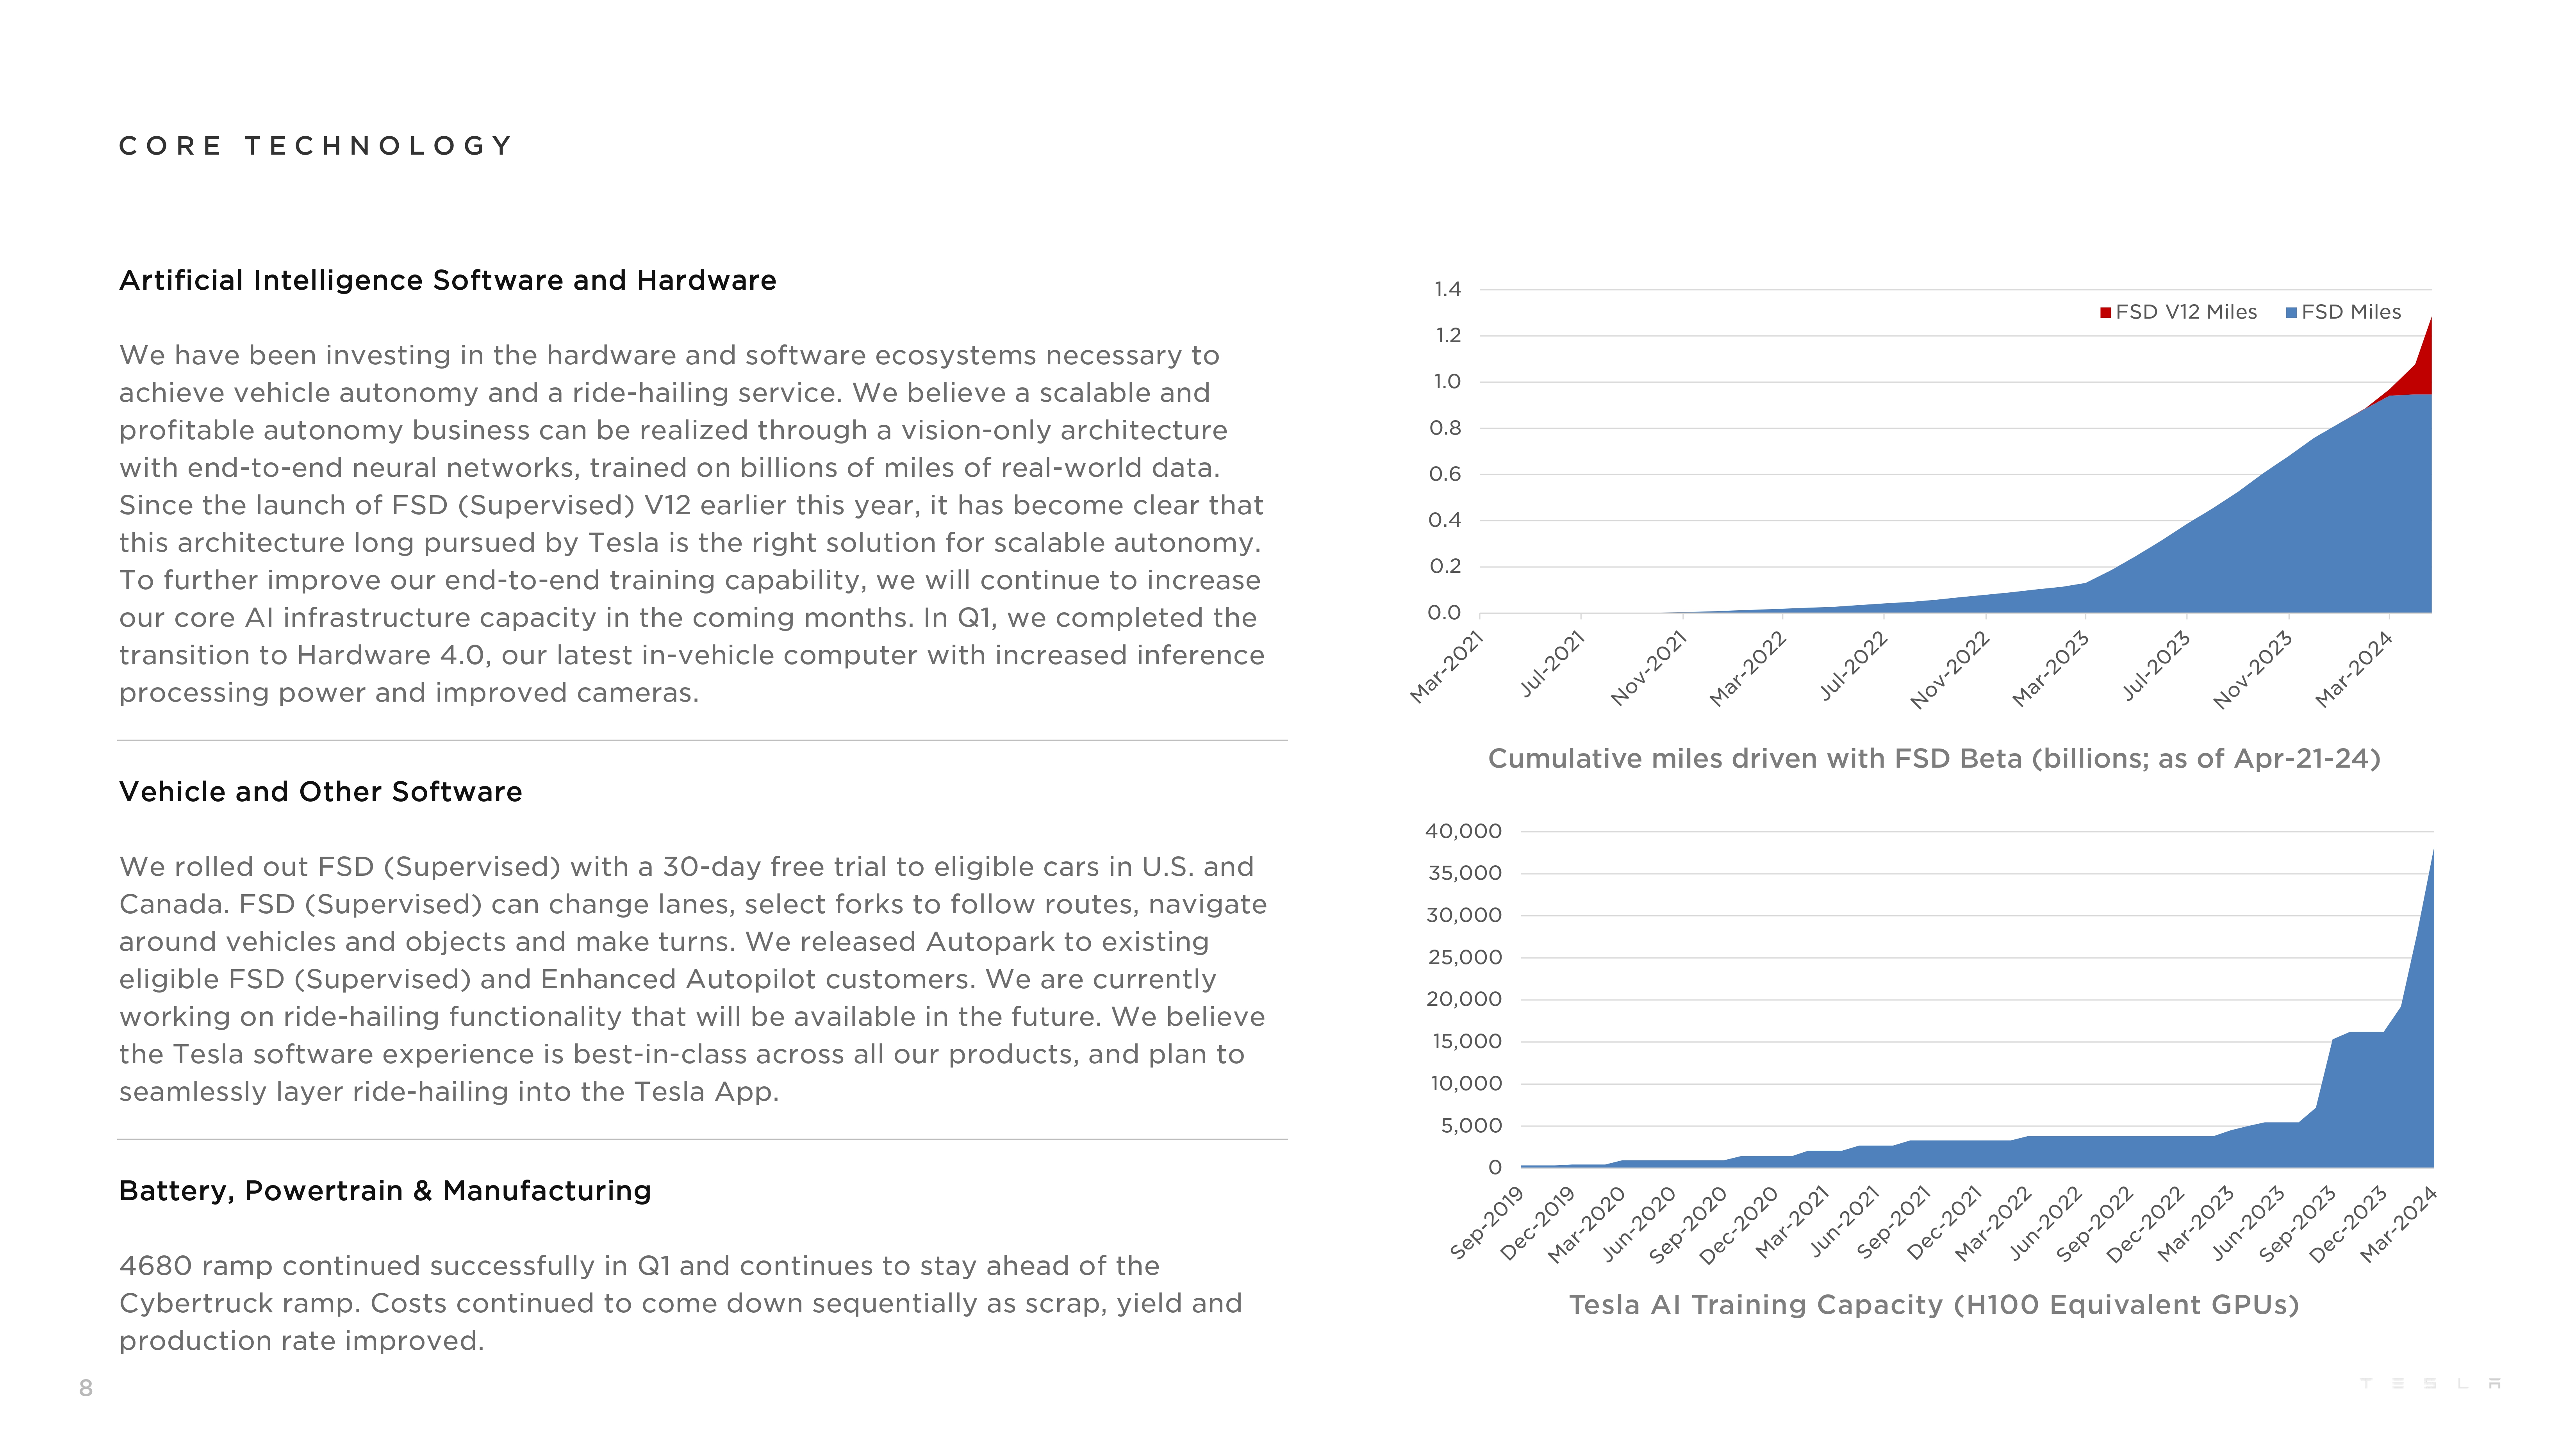 CORE TECHNOLOGY
Artificial Intelligence Software and Hardware
We have been investing in the hardware and software ecosystems necessary to
achieve vehicle autonomy and a ride-hailing service. We believe a scalable and
profitable autonomy business can be realized through a vision-only architecture
with end-to-end neural networks, trained on billions of miles of real-world data.
Since the launch of FSD (Supervised) V12 earlier this year, it has become clear that
this architecture long pursued by Tesla is the right solution for scalable autonomy.
To further improve our end-to-end training capability, we will continue to increase
our core AI infrastructure capacity in the coming months. In Q1, we completed the
transition to Hardware 4.0, our latest in-vehicle computer with increased inference
processing power and improved cameras.
Vehicle and Other Software
We rolled out FSD (Supervised) with a 30-day free trial to eligible cars in U.S. and
Canada. FSD (Supervised) can change lanes, select forks to follow routes, navigate
around vehicles and objects and make turns. We released Autopark to existing
eligible FSD (Supervised) and Enhanced Autopilot customers. We are currently
working on ride-hailing functionality that will be available in the future. We believe
the Tesla software experience is best-in-class across all our products, and plan to
seamlessly layer ride-hailing into the Tesla App.
Battery, Powertrain & Manufacturing
4680 ramp continued successfully in Q1 and continues to stay ahead of the
Cybertruck ramp. Costs continued to come down sequentially as scrap, yield and
production rate improved.
FSD V12 Miles FSD Miles
1.4
1.2
1.0
0.8
0.6
0.4
0.2
0.0
Mar-2021 Jul-2021 Nov-2021 Mar-2022 Jul-2022 Nov-2022 Mar-2023 Jul-2023 Nov-2023 Mar-2024
Cumulative miles driven with FSD Beta (billions; as of Apr-21-24)
40,000
35,000
30,000
25,000
20,000
15,000
10,000
5,000
0
Sep-2019 Dec-2019 Mar-2020 Jun-2020 Sep-2020 Dec-2020 Mar-2021 Jun-2021 Sep-2021 Dec-2021 Mar-2022 Jun-2022 Sep-2022 Dec-2022 Mar-2023 Jun-2023 Sep-2023 Dec-2023 Mar-2024
Tesla AI Training Capacity (H100 Equivalent GPUs)
8
TESLA